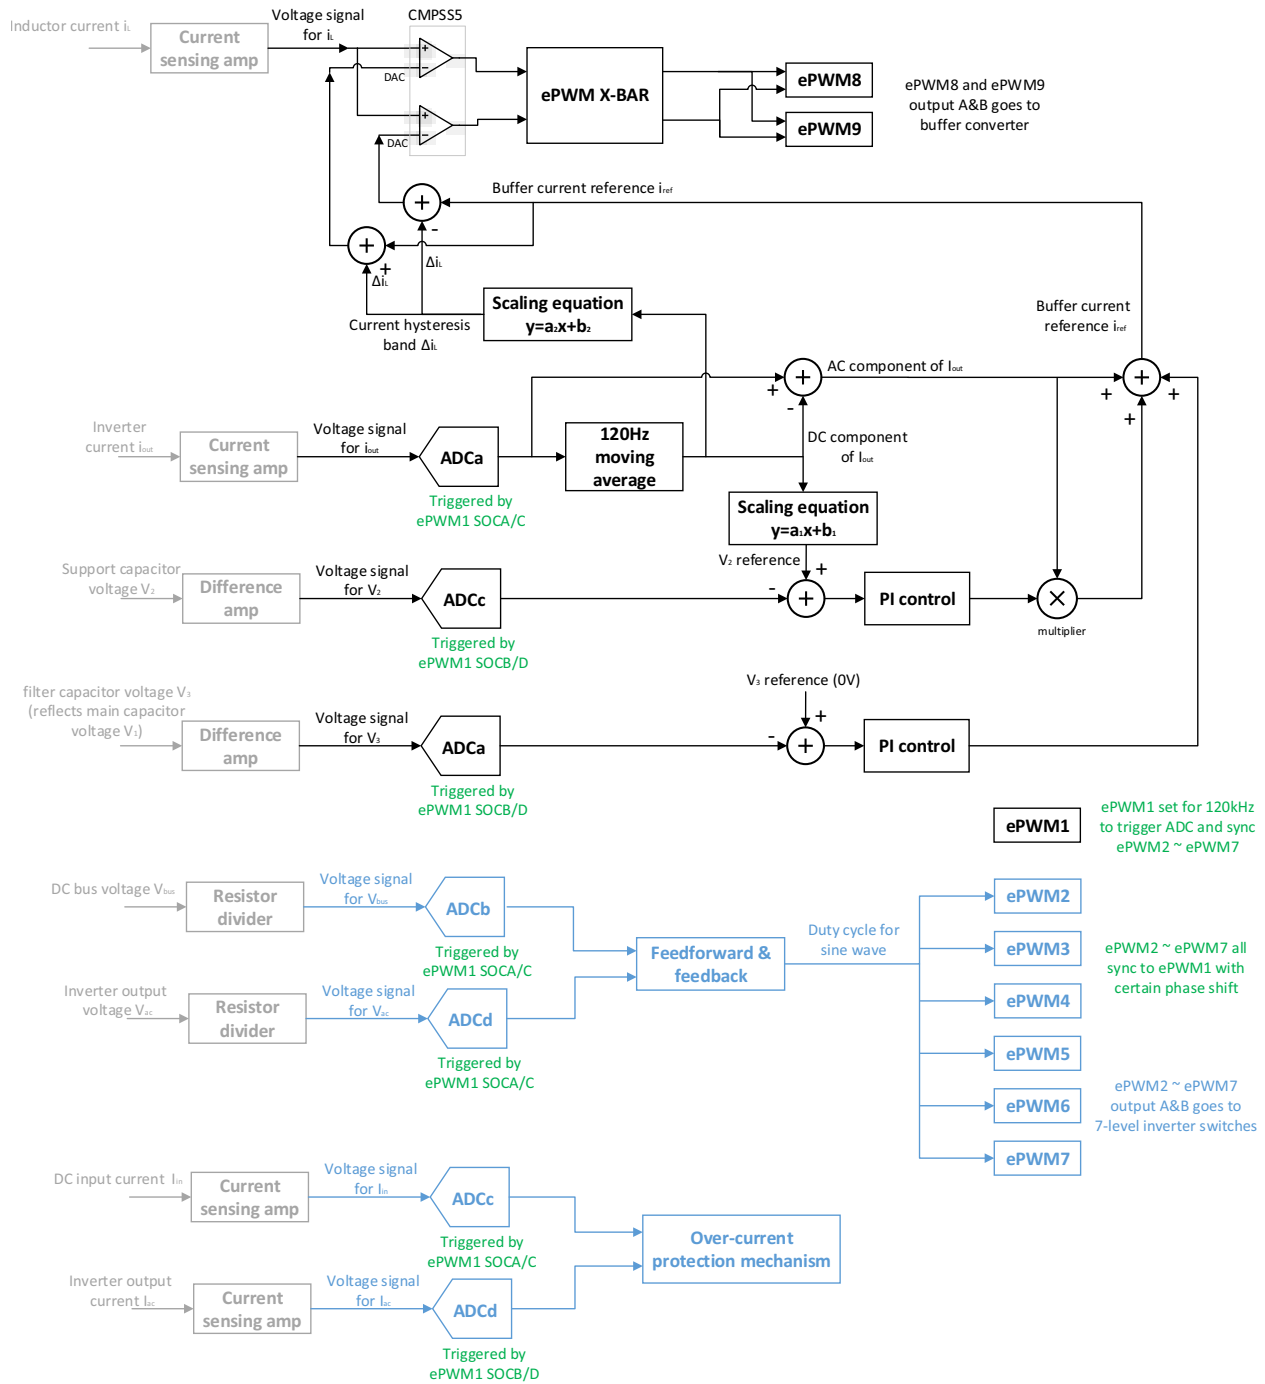 CMPSS5
Inductor current iL
Current
sensing amp
Voltage signal
for iL
+
−
DAC
+
−
DAC
ePWM X-BAR
ePWM8
ePWM9
ePWM8 and ePWM9
output A&B goes to
buffer converter
Buffer current reference iref
+
-
+
+
ΔiL
ΔiL
Scaling equation
y=a2x+b2
Current hysteresis
band ΔiL
Buffer current
reference iref
+
+
-
AC component of Iout
+
+
+
+
DC component
of Iout
Inverter
current iout
Current
sensing amp
Voltage signal
for iout
ADCa
Triggered by
ePWM1 SOCA/C
120Hz
moving
average
Scaling equation
y=a1x+b1
V2 reference
Support capacitor
voltage V2
Difference
amp
Voltage signal
for V2
ADCc
Triggered by
ePWM1 SOCB/D
-
+
+
PI control
×
multiplier
filter capacitor voltage V3
(reflects main capacitor
voltage V1)
Difference
amp
Voltage signal
for V3
ADCa
Triggered by
ePWM1 SOCB/D
V3 reference (0V)
-
+
+
PI control
ePWM1
ePWM1 set for 120kHz
to trigger ADC and sync
ePWM2 ~ ePWM7
DC bus voltage Vbus
Resistor
divider
Voltage signal
for Vbus
ADCb
Triggered by
ePWM1 SOCA/C
Inverter output
voltage Vac
Resistor
divider
Voltage signal
for Vac
ADCd
Triggered by
ePWM1 SOCA/C
Feedforward &
feedback
Duty cycle for
sine wave
ePWM2
ePWM3
ePWM4
ePWM5
ePWM6
ePWM7
ePWM2 ~ ePWM7 all
sync to ePWM1 with
certain phase shift
ePWM2 ~ ePWM7
output A&B goes to
7-level inverter switches
DC input current Iin
Current
sensing amp
Voltage signal
for Iin
ADCc
Triggered by
ePWM1 SOCA/C
Inverter output
current Iac
Current
sensing amp
Voltage signal
for Iac
ADCd
Triggered by
ePWM1 SOCB/D
Over-current
protection mechanism